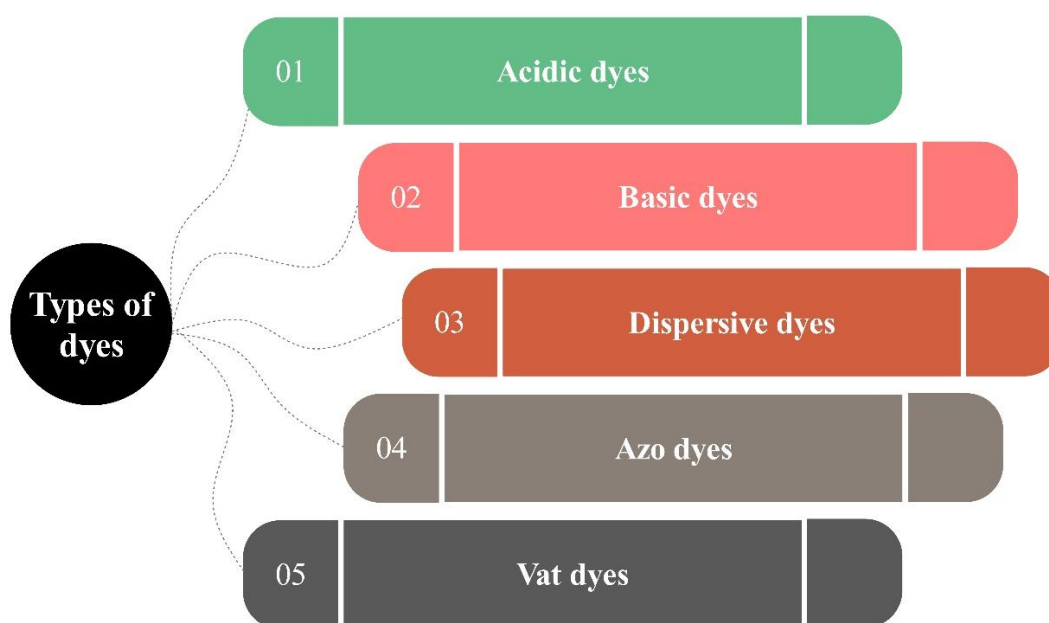 Types of
dyes
01
Acidic dyes
02
Basic dyes
03
Dispersive dyes
04
Azo dyes
05
Vat dyes